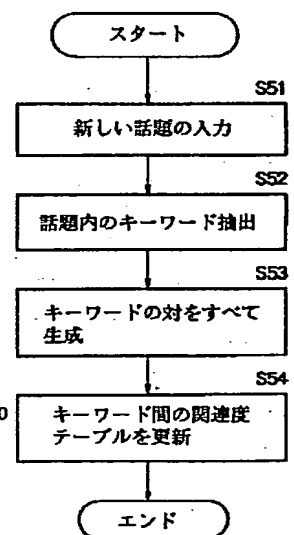 スタート
S51
新しい話題の入力
S52
話題内のキーワード抽出
S53
キーワードの対をすべて
生成
S54
0
キーワード間の関連度
テーブルを更新
エンド